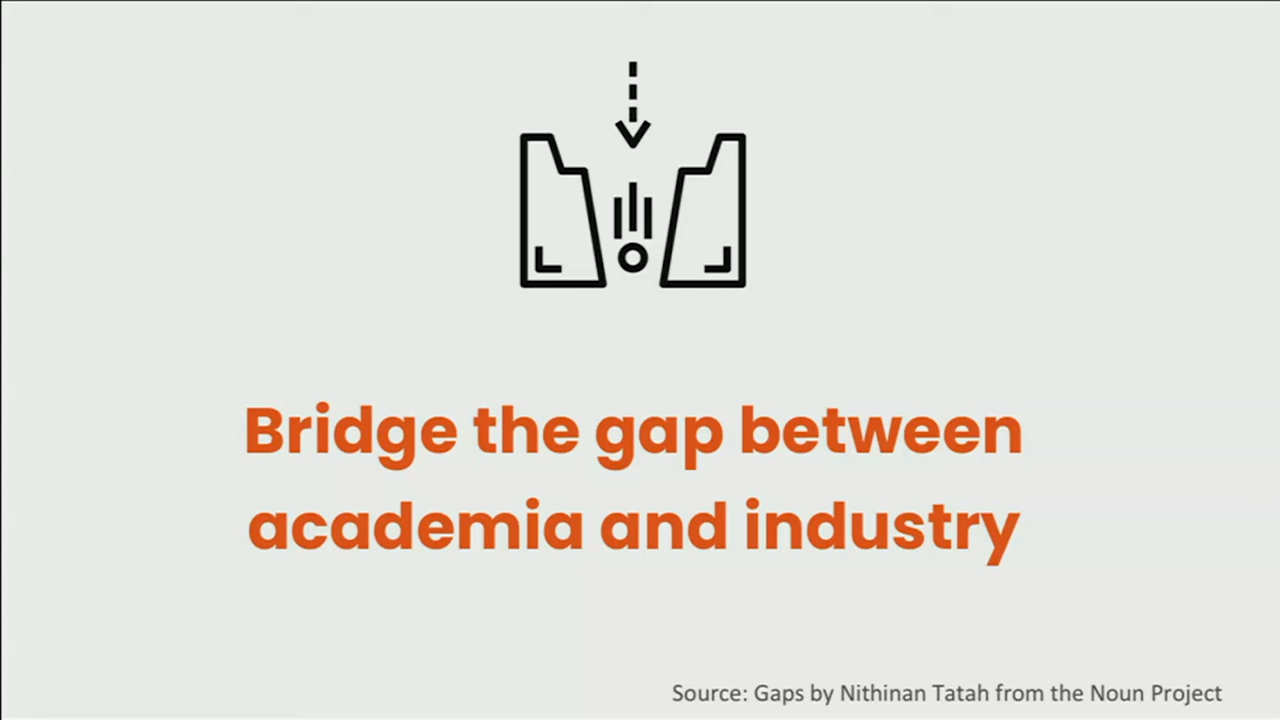 Bridge the gap between
academia and industry
Source: Gaps by Nithinan Tatah from the Noun Project